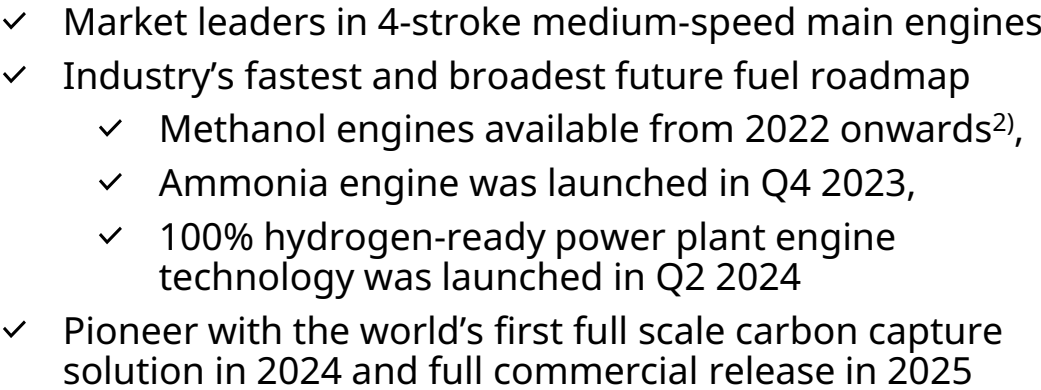 ✓ Market leaders in 4-stroke medium-speed main engines
✓ Industry’s fastest and broadest future fuel roadmap
✓ Methanol engines available from 2022 onwards2),
✓ Ammonia engine was launched in Q4 2023,
✓ 100% hydrogen-ready power plant engine
technology was launched in Q2 2024
✓ Pioneer with the world’s first full scale carbon capture
solution in 2024 and full commercial release in 2025